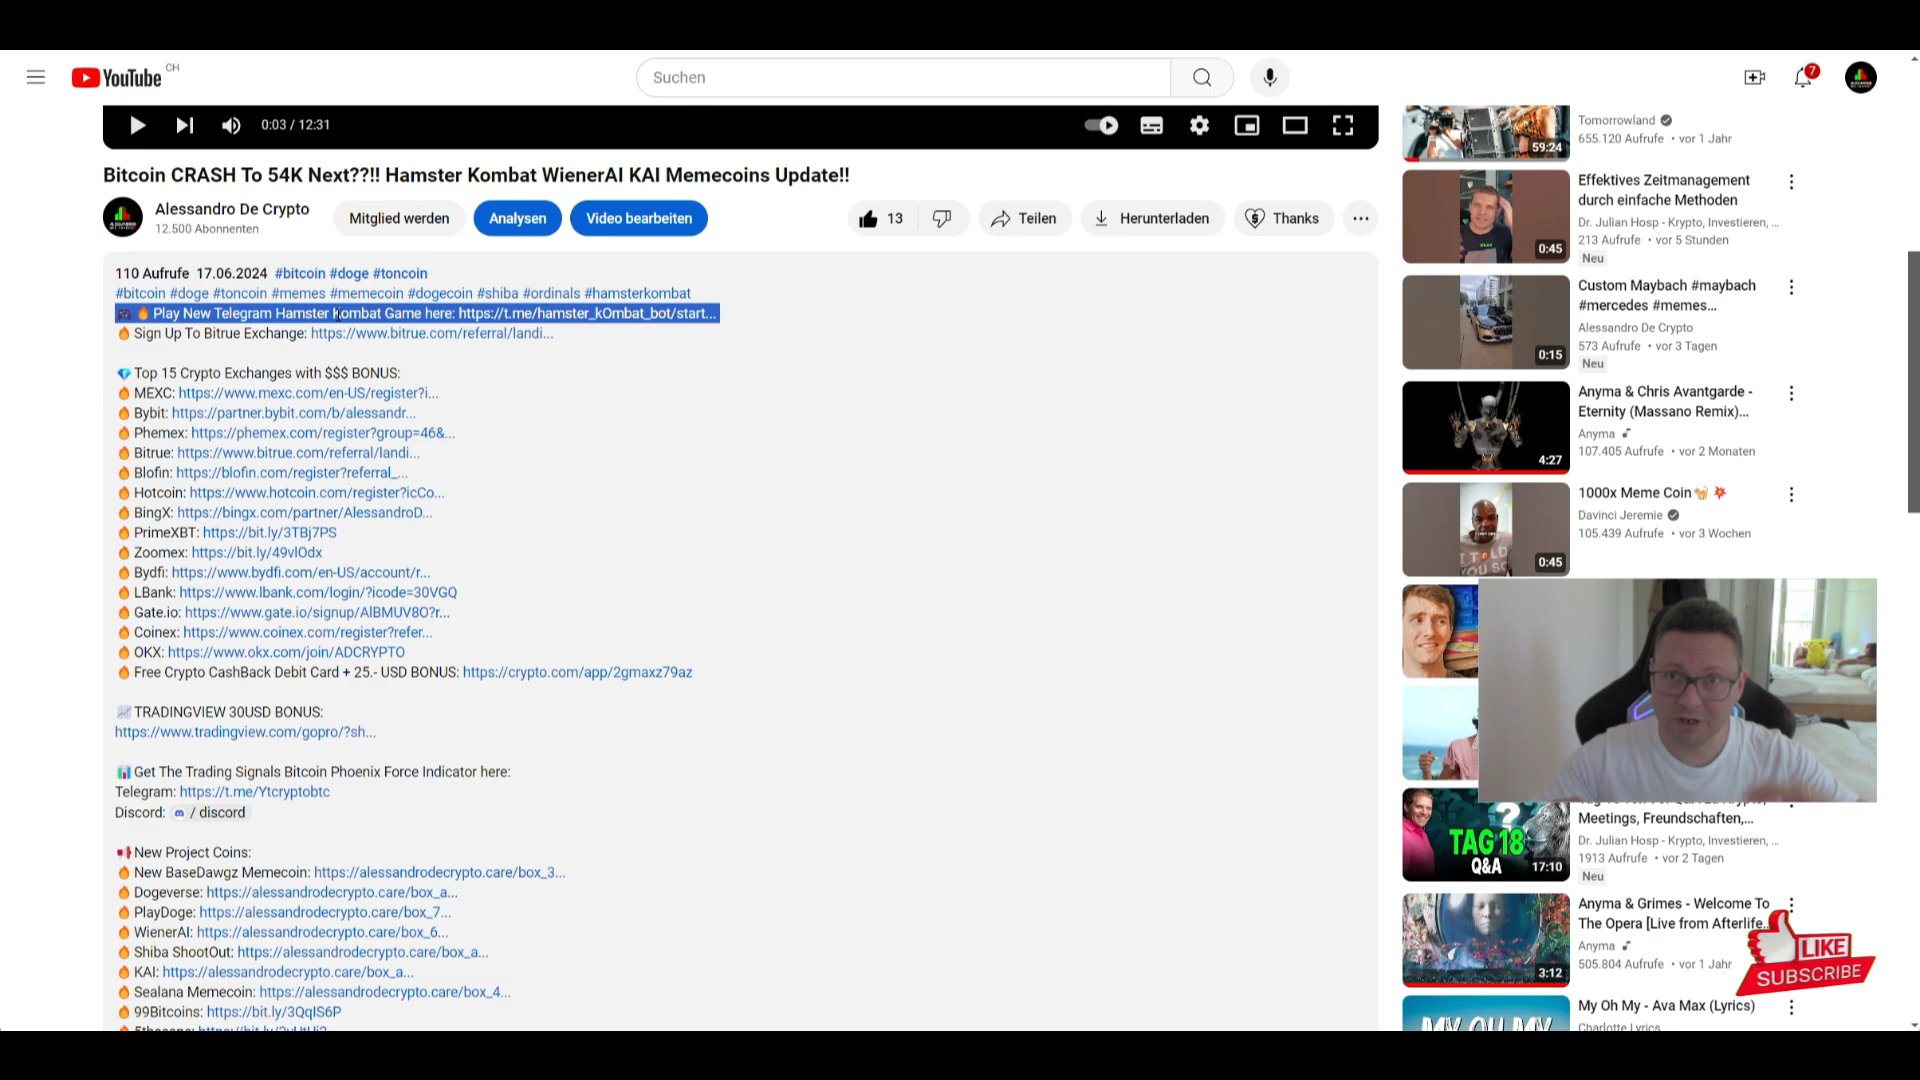 YouTube CH
Suchen
7
0:03 / 12:31
Bitcoin CRASH To 54K Next??!! Hamster Kombat WienerAI KAI Memecoins Update!!
Alessandro De Crypto
12.500 Abonnenten
Mitglied werden
Analysen
Video bearbeiten
13
Teilen
Herunterladen
Thanks
110 Aufrufe 17.06.2024 #bitcoin #doge #toncoin
#bitcoin #doge #toncoin #memes #memecoin #dogecoin #shiba #ordinals #hamsterkombat
🎮 🔥 Play New Telegram Hamster Kombat Game here: https://t.me/hamster_kOmbat_bot/start...
🔥 Sign Up To Bitrue Exchange: https://www.bitrue.com/referral/landi...
💎 Top 15 Crypto Exchanges with $$$ BONUS:
🔥 MEXC: https://www.mexc.com/en-US/register?i...
🔥 Bybit: https://partner.bybit.com/b/alessandr...
🔥 Phemex: https://phemex.com/register?group=46&...
🔥 Bitrue: https://www.bitrue.com/referral/landi...
🔥 Blofin: https://blofin.com/register?referral_...
🔥 Hotcoin: https://www.hotcoin.com/register?icCo...
🔥 BingX: https://bingx.com/partner/AlessandroD...
🔥 PrimeXBT: https://bit.ly/3TBj7PS
🔥 Zoomex: https://bit.ly/49vlOdx
🔥 Bydfi: https://www.bydfi.com/en-US/account/r...
🔥 LBank: https://www.lbank.com/login/?icode=30VGQ
🔥 Gate.io: https://www.gate.io/signup/AlBMUV8O?r...
🔥 Coinex: https://www.coinex.com/register?refer...
🔥 OKX: https://www.okx.com/join/ADCRYPTO
🔥 Free Crypto CashBack Debit Card + 25.- USD BONUS: https://crypto.com/app/2gmaxz79az
📈 TRADINGVIEW 30USD BONUS:
https://www.tradingview.com/gopro/?sh...
📊 Get The Trading Signals Bitcoin Phoenix Force Indicator here:
Telegram: https://t.me/Ytcryptobtc
Discord: / discord
📢 New Project Coins:
🔥 New BaseDawgz Memecoin: https://alessandrodecrypto.care/box_3...
🔥 Dogeverse: https://alessandrodecrypto.care/box_a...
🔥 PlayDoge: https://alessandrodecrypto.care/box_7...
🔥 WienerAI: https://alessandrodecrypto.care/box_6...
🔥 Shiba ShootOut: https://alessandrodecrypto.care/box_a...
🔥 KAI: https://alessandrodecrypto.care/box_a...
🔥 Sealana Memecoin: https://alessandrodecrypto.care/box_4...
🔥 99Bitcoins: https://bit.ly/3QqIS6P
59:24
Tomorrowland
655.120 Aufrufe • vor 1 Jahr
0:45
Effektives Zeitmanagement
durch einfache Methoden
Dr. Julian Hosp - Krypto, Investieren, ...
213 Aufrufe • vor 5 Stunden
Neu
0:15
Custom Maybach #maybach
#mercedes #memes...
Alessandro De Crypto
573 Aufrufe • vor 3 Tagen
Neu
4:27
Anyma & Chris Avantgarde -
Eternity (Massano Remix)...
Anyma
107.405 Aufrufe • vor 2 Monaten
I TOLD
YOU SO
0:45
1000x Meme Coin🐕 💥
Davinci Jeremie
105.439 Aufrufe • vor 3 Wochen
TAG 18
Q&A
17:10
Meetings, Freundschaften,...
Dr. Julian Hosp - Krypto, Investieren, ...
1913 Aufrufe • vor 2 Tagen
Neu
3:12
Anyma & Grimes - Welcome To
The Opera [Live from Afterlife...
Anyma
505.804 Aufrufe • vor 1 Jahr
LIKE
SUBSCRIBE
MY OH MY
My Oh My - Ava Max (Lyrics)
Charlotte Lyrics